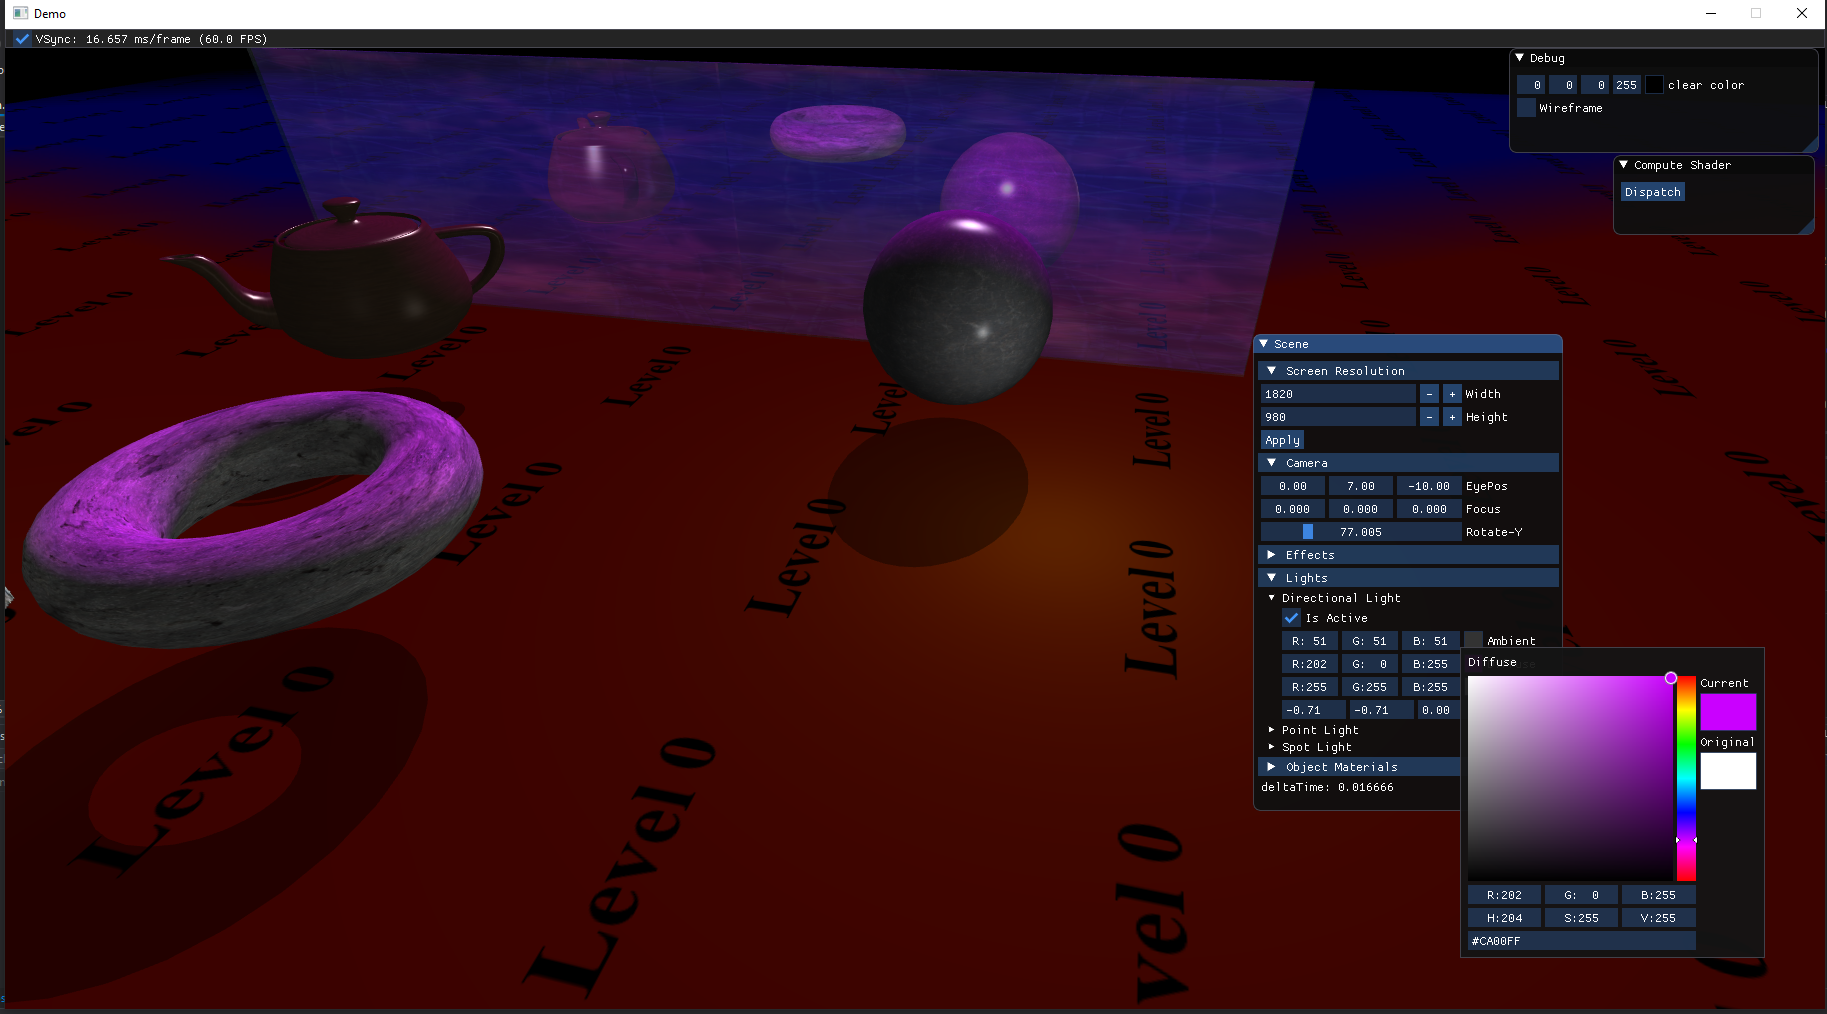 Demo
VSync: 16.657 ms/frame (60.0 FPS)
Debug
0 0 0 255 clear color
Wireframe
Compute Shader
Dispatch
Scene
Screen Resolution
1820 - + Width
980 - + Height
Apply
Camera
0.00 7.00 -10.00 EyePos
0.000 0.000 0.000 Focus
77.005 Rotate-Y
Effects
Lights
Directional Light
Is Active
R: 51 G: 51 B: 51 Ambient
R:202 G: 0 B:255
R:255 G:255 B:255
-0.71 -0.71 0.00
Point Light
Spot Light
Object Materials
deltaTime: 0.016666
Diffuse
Current
Original
R:202 G: 0 B:255
H:204 S:255 V:255
#CA00FF
Level 0
Level 0
Level 0
Level 0
Level 0
Level 0
Level 0
Level 0
Level 0
Level 0
Level 0
Level
vel 0